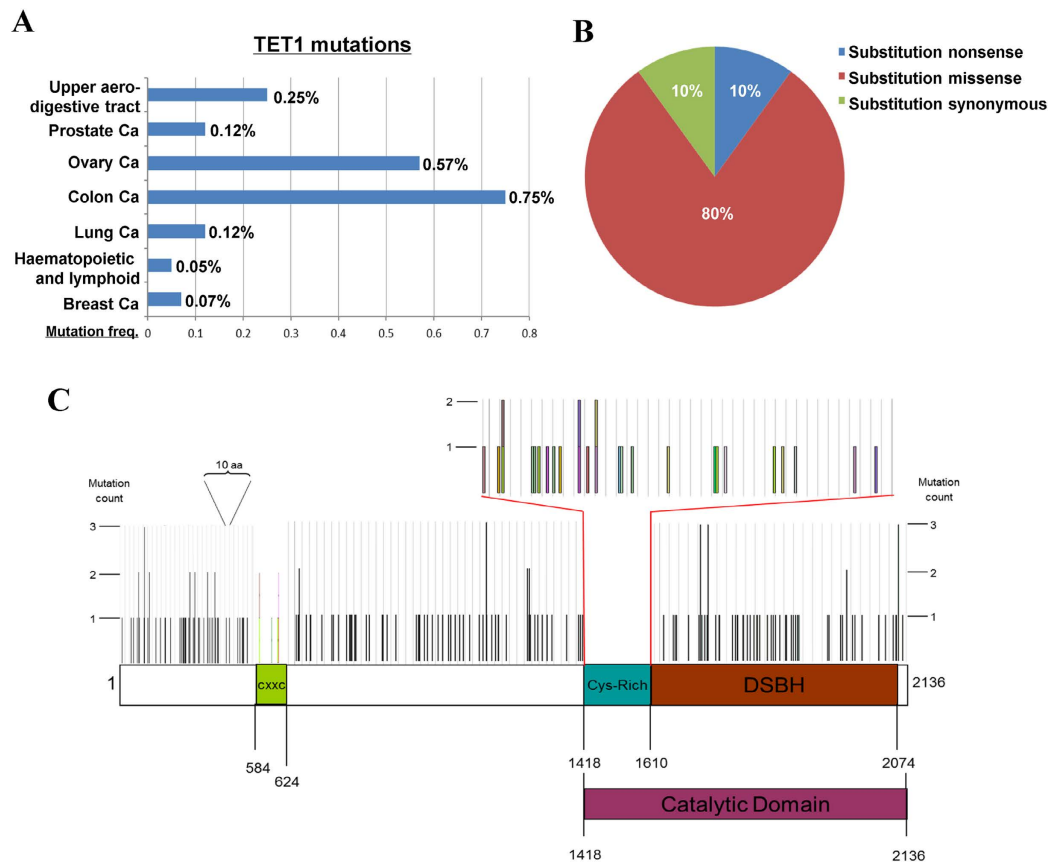 A
TET1 mutations
Upper aero-
digestive tract
0.25%
Prostate Ca
0.12%
Ovary Ca
0.57%
Colon Ca
0.75%
Lung Ca
0.12%
Haematopoietic
and lymphoid
0.05%
Breast Ca
0.07%
Mutation freq.
0 0.1 0.2 0.3 0.4 0.5 0.6 0.7 0.8
B
Substitution nonsense
Substitution missense
Substitution synonymous
10% 10%
80%
C
2
1
10 aa
Mutation
count
3
2
1
Mutation
count
3
2
1
1 CXXC Cys-Rich DSBH 2136
584
624
1418 1610 2074
Catalytic Domain
1418 2136